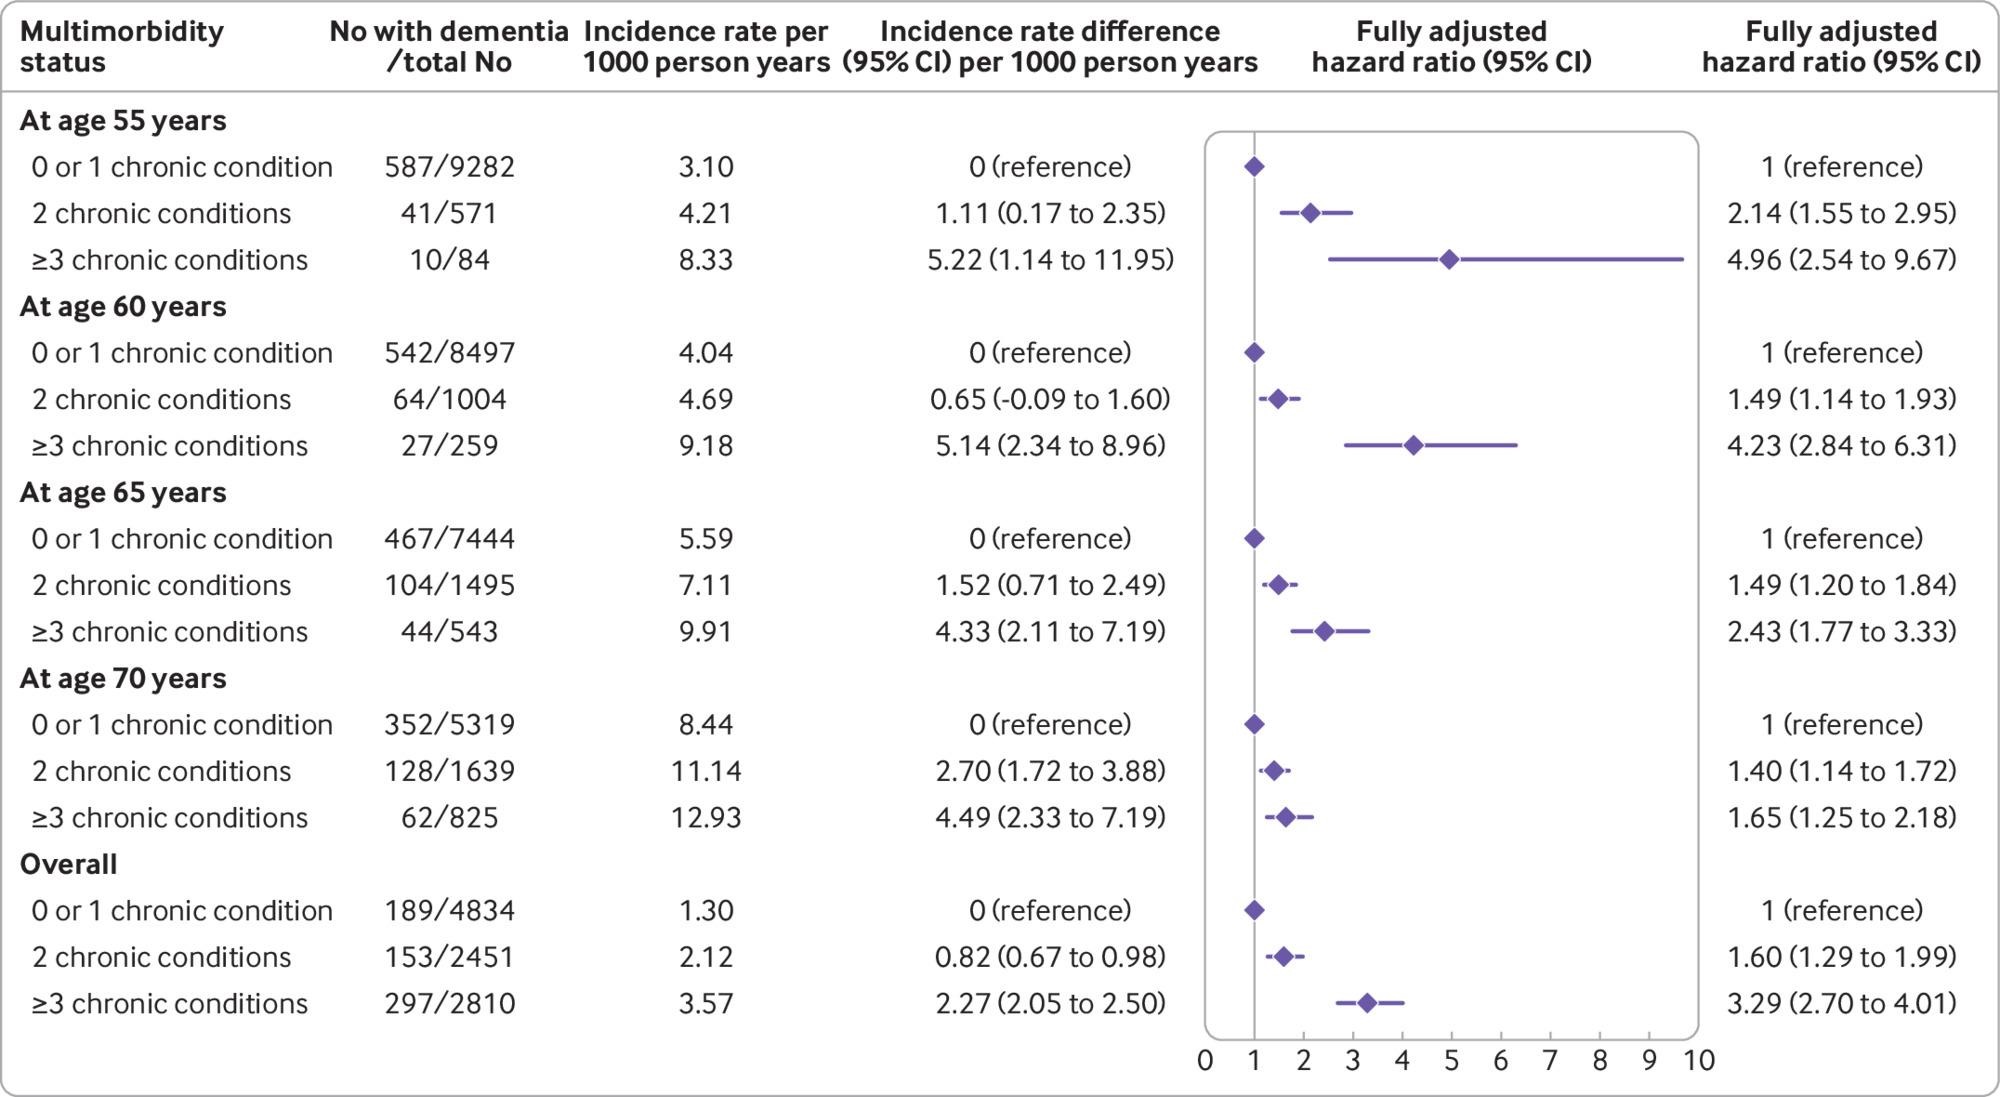 Multimorbidity status No with dementia /total No Incidence rate per 1000 person years Incidence rate difference (95% CI) per 1000 person years Fully adjusted hazard ratio (95% CI) Fully adjusted hazard ratio (95% CI)
At age 55 years
0 or 1 chronic condition 587/9282 3.10 0 (reference) 1 (reference)
2 chronic conditions 41/571 4.21 1.11 (0.17 to 2.35) 2.14 (1.55 to 2.95)
≥3 chronic conditions 10/84 8.33 5.22 (1.14 to 11.95) 4.96 (2.54 to 9.67)
At age 60 years
0 or 1 chronic condition 542/8497 4.04 0 (reference) 1 (reference)
2 chronic conditions 64/1004 4.69 0.65 (-0.09 to 1.60) 1.49 (1.14 to 1.93)
≥3 chronic conditions 27/259 9.18 5.14 (2.34 to 8.96) 4.23 (2.84 to 6.31)
At age 65 years
0 or 1 chronic condition 467/7444 5.59 0 (reference) 1 (reference)
2 chronic conditions 104/1495 7.11 1.52 (0.71 to 2.49) 1.49 (1.20 to 1.84)
≥3 chronic conditions 44/543 9.91 4.33 (2.11 to 7.19) 2.43 (1.77 to 3.33)
At age 70 years
0 or 1 chronic condition 352/5319 8.44 0 (reference) 1 (reference)
2 chronic conditions 128/1639 11.14 2.70 (1.72 to 3.88) 1.40 (1.14 to 1.72)
≥3 chronic conditions 62/825 12.93 4.49 (2.33 to 7.19) 1.65 (1.25 to 2.18)
Overall
0 or 1 chronic condition 189/4834 1.30 0 (reference) 1 (reference)
2 chronic conditions 153/2451 2.12 0.82 (0.67 to 0.98) 1.60 (1.29 to 1.99)
≥3 chronic conditions 297/2810 3.57 2.27 (2.05 to 2.50) 3.29 (2.70 to 4.01)
0 1 2 3 4 5 6 7 8 9 10